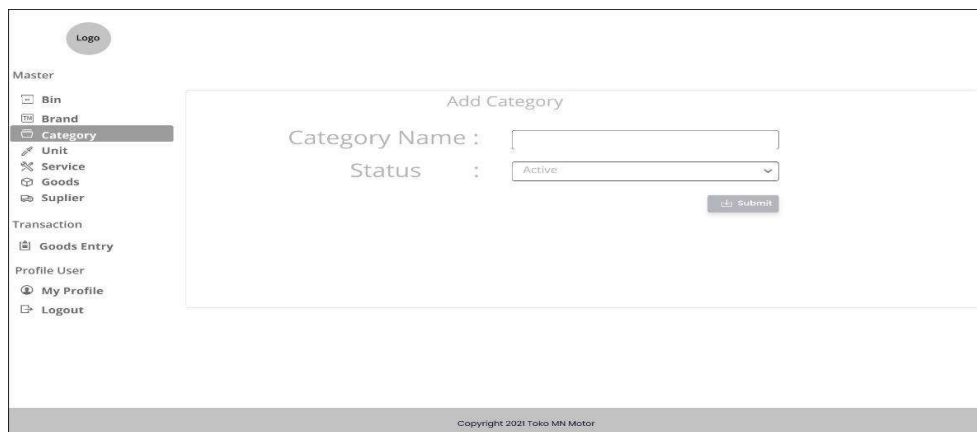 Logo
Master
Bin
TM Brand
Category
Unit
Service
Goods
Suplier
Transaction
Goods Entry
Profile User
My Profile
Logout
Add Category
Category Name :
Status :
Active
Submit
Copyright 2021 Toko MN Motor